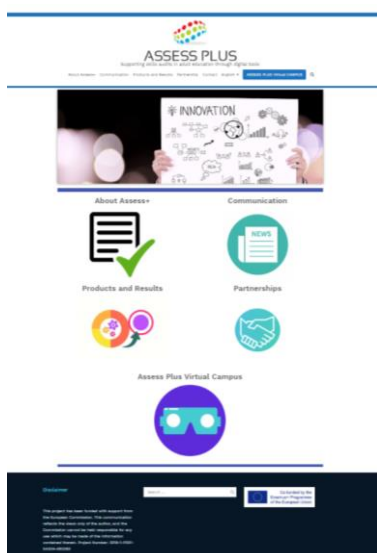 ASSESS PLUS
Supporting skills audits in adult education through digital tools
About Assess+ Communication Products and Results Partnerships Contact English ASSESS PLUS VIRTUAL CAMPUS
INNOVATION
About Assess+
Communication
NEWS
Products and Results
Partnerships
Assess Plus Virtual Campus
Disclaimer
Search ...
Co-funded by the
Erasmus+ Programme
of the European Union
This project has been funded with support from
the European Commission. This communication
reflects the views only of the author, and the
Commission cannot be held responsible for any
use which may be made of the information
contained therein. Project Number: